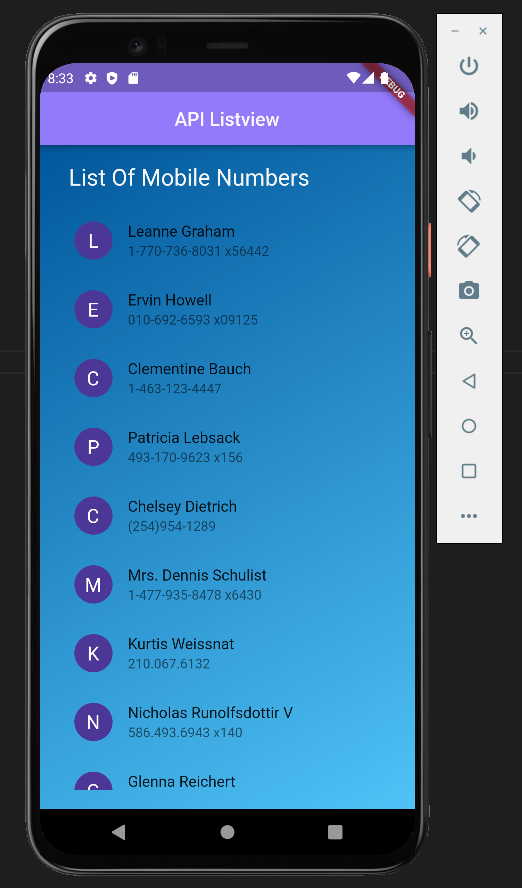 8:33
DEBUG
API Listview
List Of Mobile Numbers
L
Leanne Graham
1-770-736-8031 x56442
E
Ervin Howell
010-692-6593 x09125
C
Clementine Bauch
1-463-123-4447
P
Patricia Lebsack
493-170-9623 x156
C
Chelsey Dietrich
(254)954-1289
M
Mrs. Dennis Schulist
1-477-935-8478 x6430
K
Kurtis Weissnat
210.067.6132
N
Nicholas Runolfsdottir V
586.493.6943 x140
G
Glenna Reichert